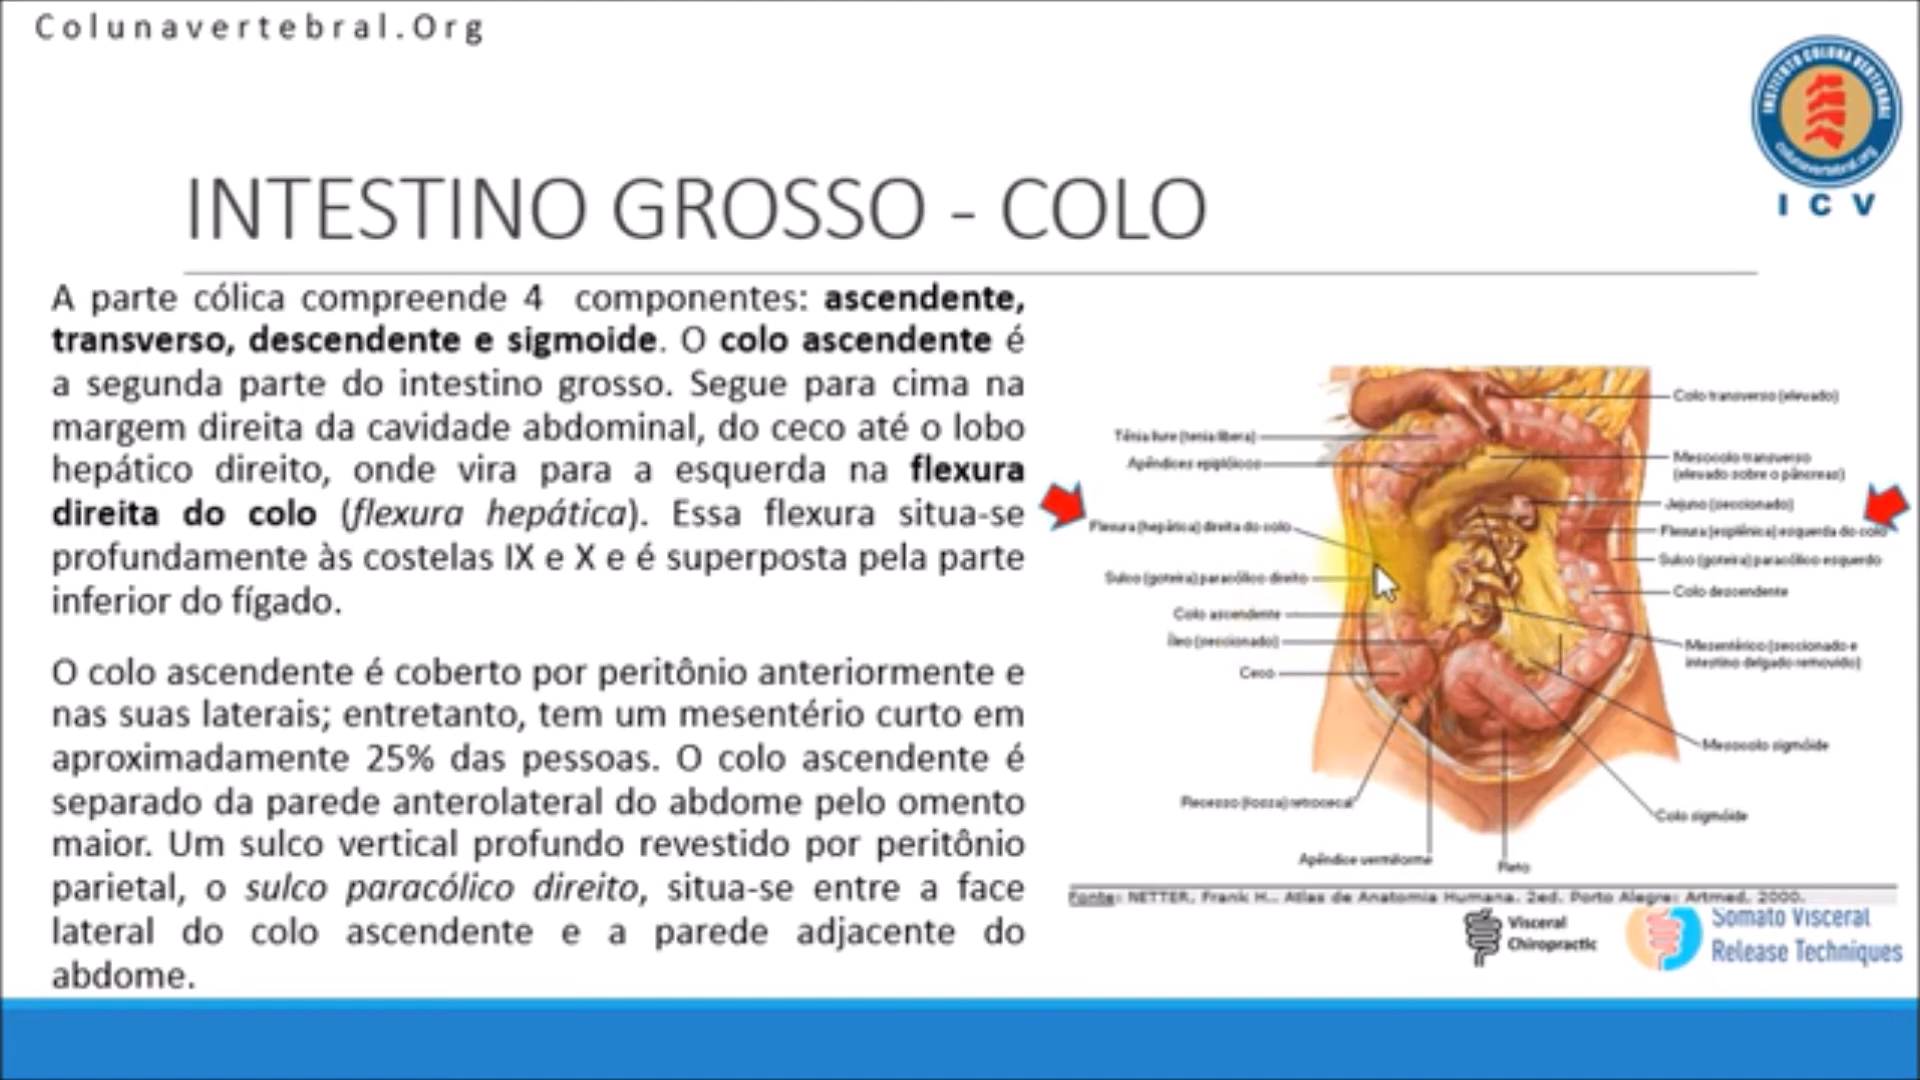 Colunavertebral.Org
INSTITUTO COLUNA VERTEBRAL
colunavertebral.org
I C V
INTESTINO GROSSO - COLO
A parte cólica compreende 4 componentes: ascendente,
transverso, descendente e sigmoide. O colo ascendente é
a segunda parte do intestino grosso. Segue para cima na
margem direita da cavidade abdominal, do ceco até o lobo
hepático direito, onde vira para a esquerda na flexura
direita do colo (flexura hepática). Essa flexura situa-se
profundamente às costelas IX e X e é superposta pela parte
inferior do fígado.
O colo ascendente é coberto por peritônio anteriormente e
nas suas laterais; entretanto, tem um mesentério curto em
aproximadamente 25% das pessoas. O colo ascendente é
separado da parede anterolateral do abdome pelo omento
maior. Um sulco vertical profundo revestido por peritônio
parietal, o sulco paracólico direito, situa-se entre a face
lateral do colo ascendente e a parede adjacente do
abdome.
Tênia livre (tenia libera)
Apêndices epiplóicos
Flexura (hepática) direita do colo
Sulco (goteira) paracólico direito
Colo ascendente
Íleo (seccionado)
Ceco
Recesso (fossa) retrocecal
Apêndice vermiforme
Reto
Colo transverso (elevado)
Mesocolo transverso
(elevado sobre o pâncreas)
Jejuno (seccionado)
Flexura (esplênica) esquerda do colo
Sulco (goteira) paracólico esquerdo
Colo descendente
Mesentérico (seccionado e
intestino delgado removido)
Mesocolo sigmóide
Colo sigmóide
Fonte: NETTER, Frank H.. Atlas de Anatomia Humana. 2ed. Porto Alegre: Artmed, 2000.
Visceral
Chiropractic
Somato Visceral
Release Techniques